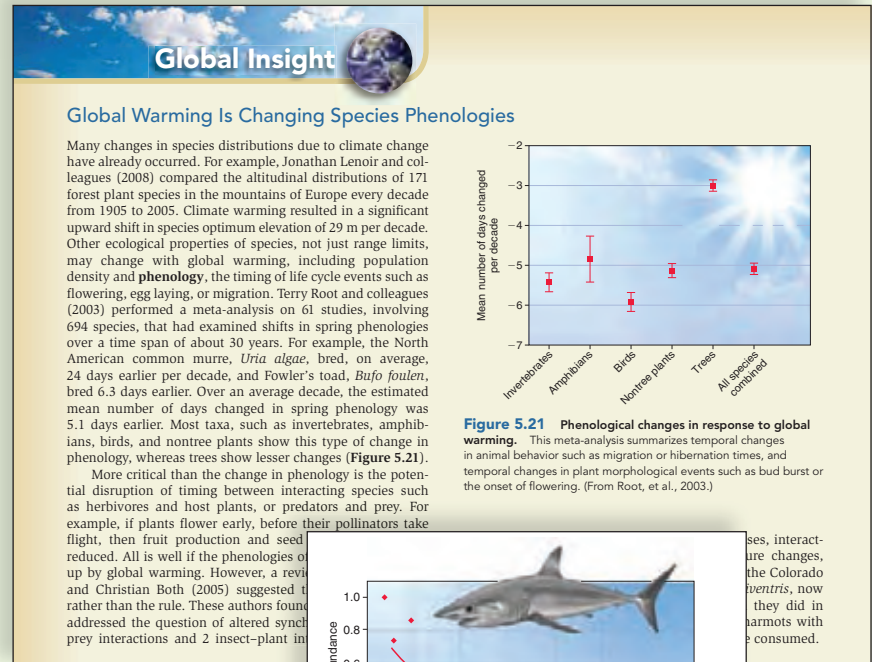 Global Insight
Global Warming Is Changing Species Phenologies
Many changes in species distributions due to climate change
have already occurred. For example, Jonathan Lenoir and col-
leagues (2008) compared the altitudinal distributions of 171
forest plant species in the mountains of Europe every decade
from 1905 to 2005. Climate warming resulted in a significant
upward shift in species optimum elevation of 29 m per decade.
Other ecological properties of species, not just range limits,
may change with global warming, including population
density and phenology, the timing of life cycle events such as
flowering, egg laying, or migration. Terry Root and colleagues
(2003) performed a meta-analysis on 61 studies, involving
694 species, that had examined shifts in spring phenologies
over a time span of about 30 years. For example, the North
American common murre, Uria algae, bred, on average,
24 days earlier per decade, and Fowler's toad, Bufo foulen,
bred 6.3 days earlier. Over an average decade, the estimated
mean number of days changed in spring phenology was
5.1 days earlier. Most taxa, such as invertebrates, amphib-
ians, birds, and nontree plants show this type of change in
phenology, whereas trees show lesser changes (Figure 5.21).
More critical than the change in phenology is the poten-
tial disruption of timing between interacting species such
as herbivores and host plants, or predators and prey. For
example, if plants flower early, before their pollinators take
flight, then fruit production and seed
reduced. All is well if the phenologies of
up by global warming. However, a revi
and Christian Both (2005) suggested t
rather than the rule. These authors found
addressed the question of altered synch
prey interactions and 2 insect–plant in
Mean number of days changed
per decade
−2
−3
−4
−5
−6
−7
Invertebrates
Amphibians
Birds
Nontree plants
Trees
All species
combined
Figure 5.21 Phenological changes in response to global
warming. This meta-analysis summarizes temporal changes
in animal behavior such as migration or hibernation times, and
temporal changes in plant morphological events such as bud burst or
the onset of flowering. (From Root, et al., 2003.)
ses, interact-
ure changes,
the Colorado
iventris, now
they did in
armots with
e consumed.
1.0
0.8
ndance